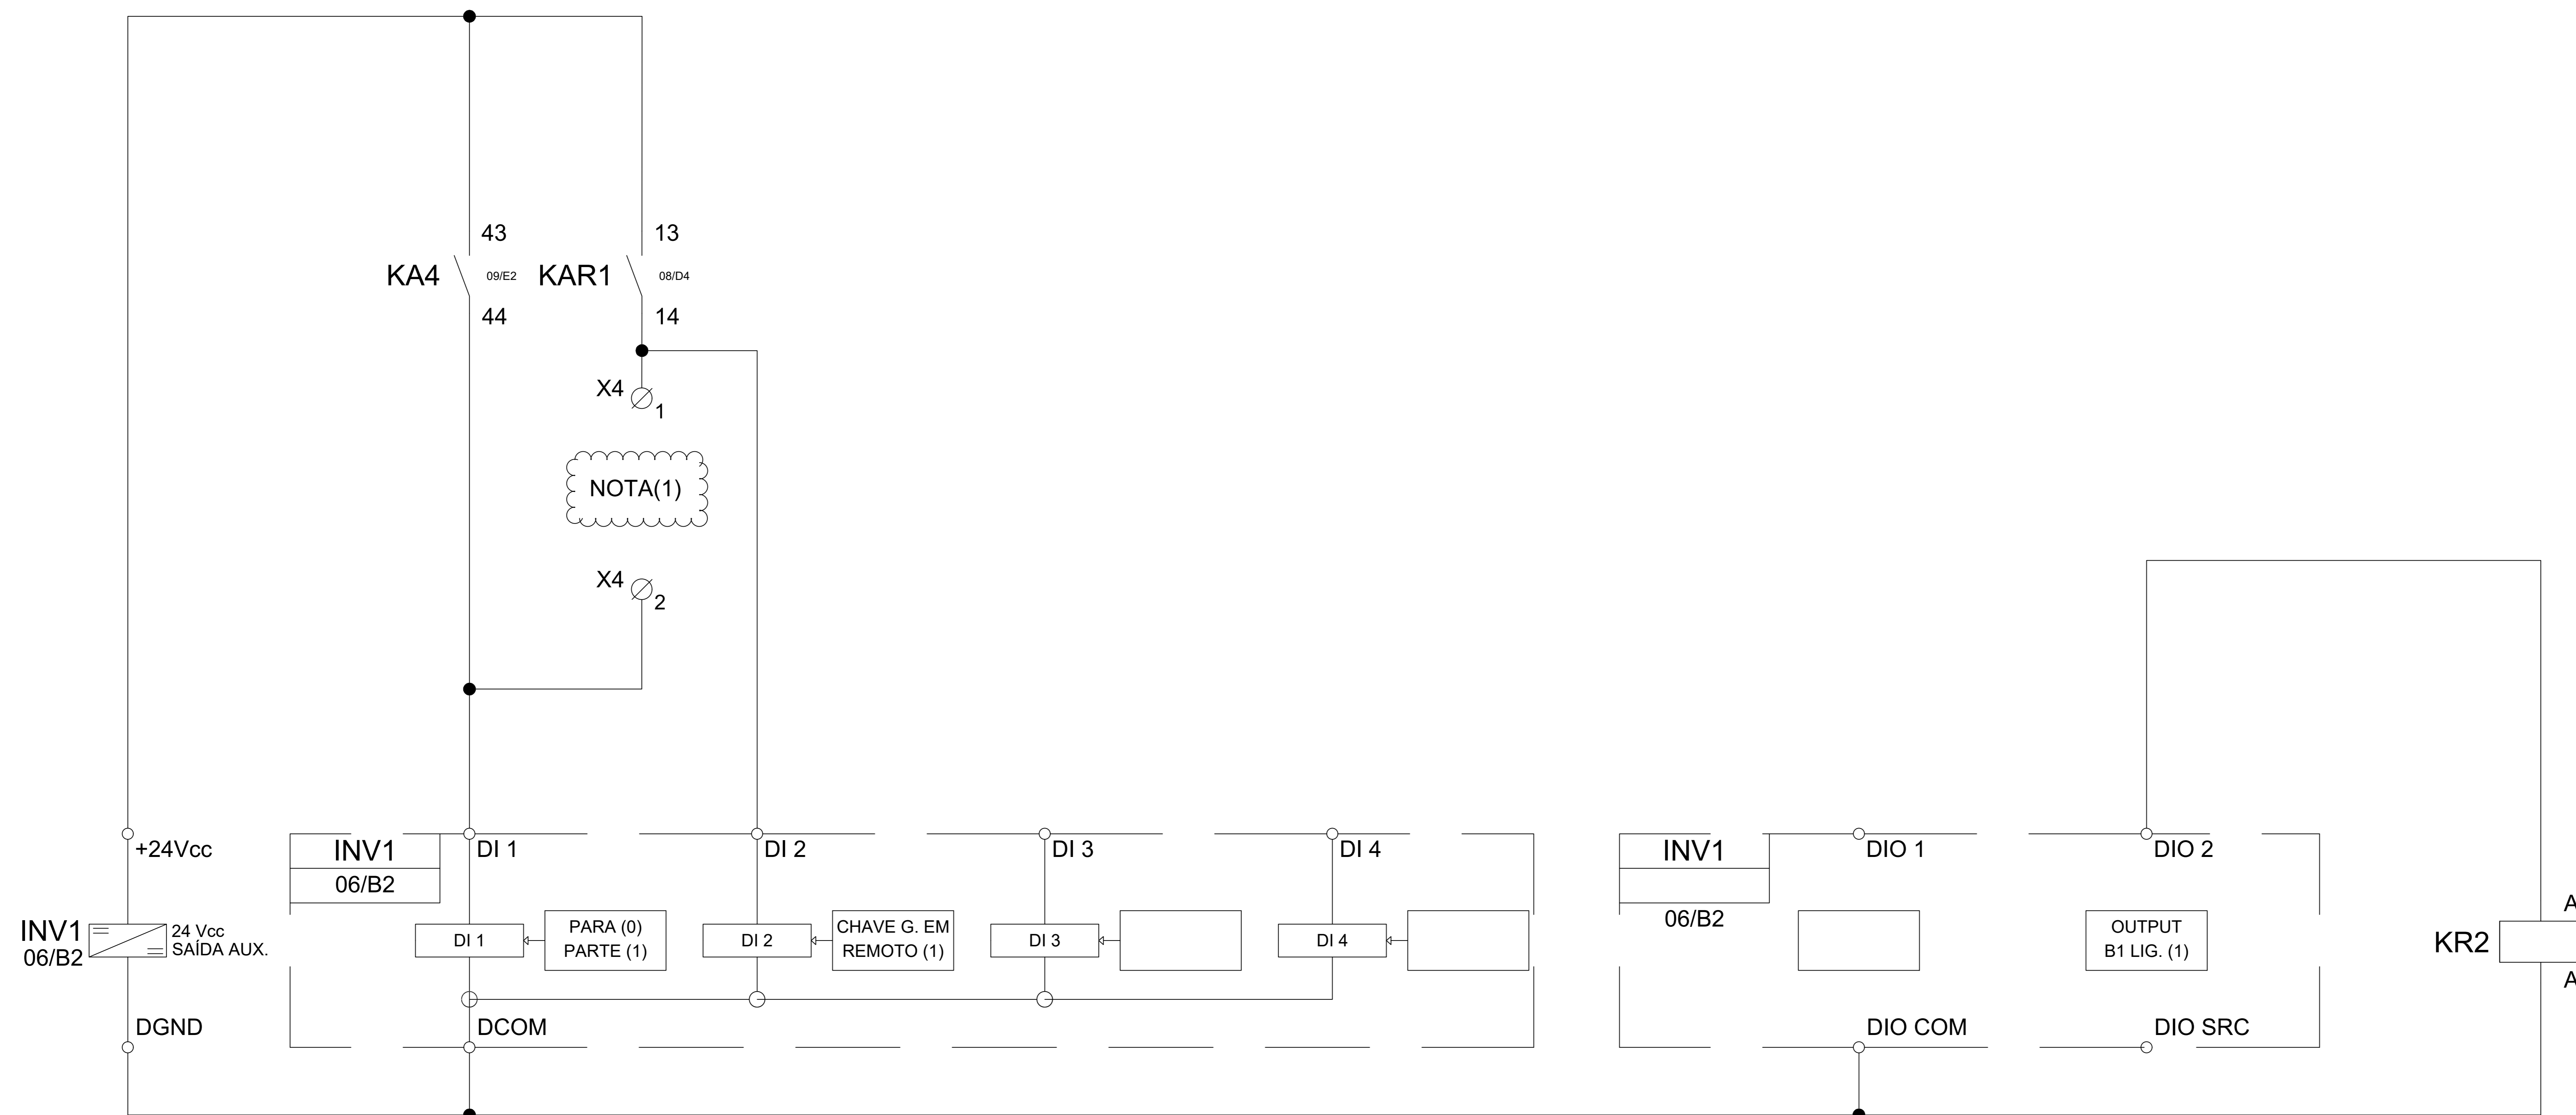 43
13
KA4
09/E2
KAR1
08/D4
44
14
X4
1
NOTA(1)
X4
2
+24Vcc
INV1
06/B2
DI 1
DI 2
DI 3
DI 4
INV1
06/B2
DIO 1
DIO 2
INV1
06/B2
24 Vcc
SAÍDA AUX.
DI 1
PARA (0)
PARTE (1)
DI 2
CHAVE G. EM
REMOTO (1)
DI 3
DI 4
OUTPUT
B1 LIG. (1)
KR2
DGND
DCOM
DIO COM
DIO SRC